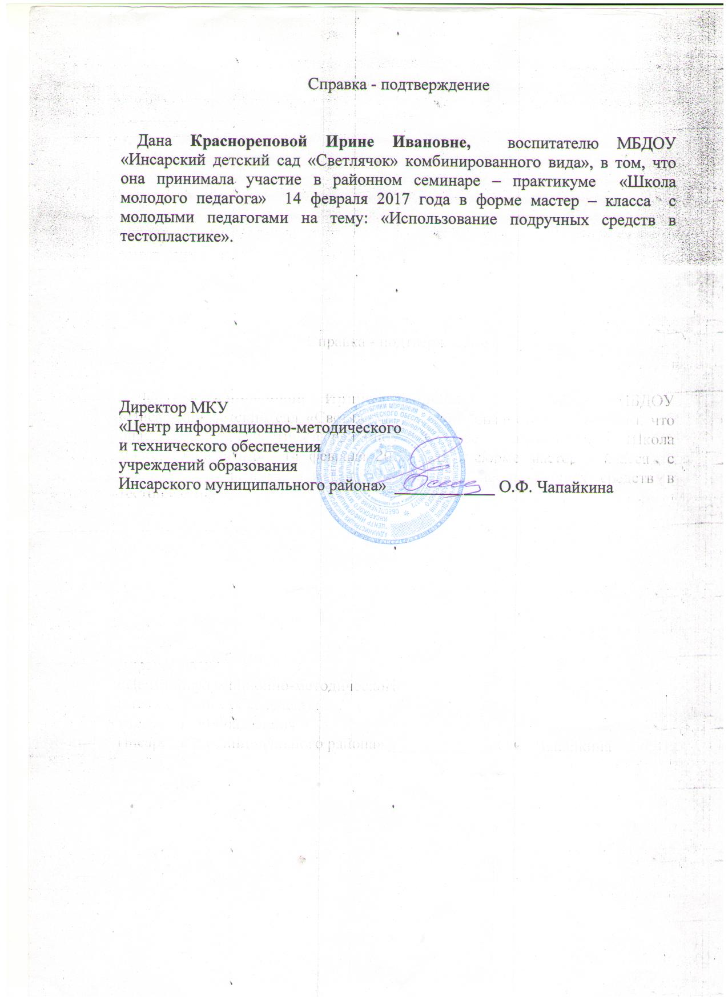 Справка - подтверждение
Дана Краснореповой Ирине Ивановне, воспитателю МБДОУ
«Инсарский детский сад «Светлячок» комбинированного вида», в том, что
она принимала участие в районном семинаре – практикуме «Школа
молодого педагога» 14 февраля 2017 года в форме мастер – класса с
молодыми педагогами на тему: «Использование подручных средств в
тестопластике».
Директор МКУ
«Центр информационно-методического
и технического обеспечения
учреждений образования
Инсарского муниципального района» ____________ О.Ф. Чапайкина